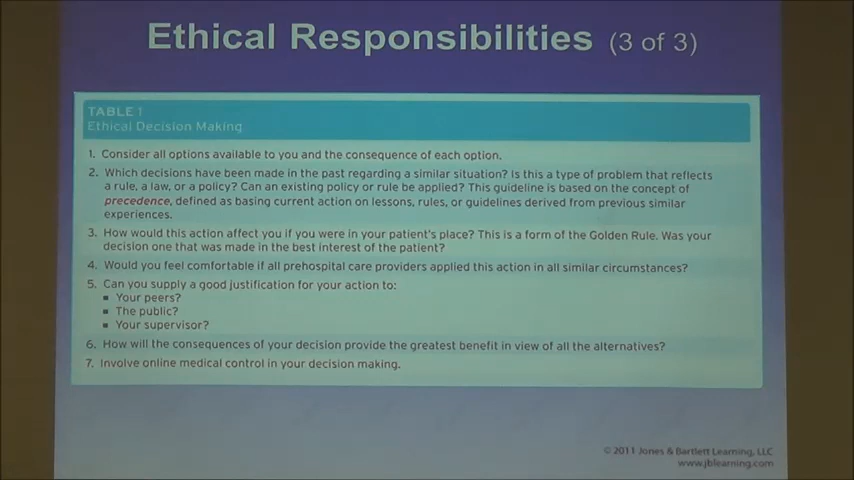 Ethical Responsibilities (3 of 3)
TABLE 1
Ethical Decision Making
1. Consider all options available to you and the consequence of each option.
2. Which decisions have been made in the past regarding a similar situation? Is this a type of problem that reflects
a rule, a law, or a policy? Can an existing policy or rule be applied? This guideline is based on the concept of
precedence, defined as basing current action on lessons, rules, or guidelines derived from previous similar
experiences.
3. How would this action affect you if you were in your patient's place? This is a form of the Golden Rule. Was your
decision one that was made in the best interest of the patient?
4. Would you feel comfortable if all prehospital care providers applied this action in all similar circumstances?
5. Can you supply a good justification for your action to:
▪ Your peers?
▪ The public?
▪ Your supervisor?
6. How will the consequences of your decision provide the greatest benefit in view of all the alternatives?
7. Involve online medical control in your decision making.
© 2011 Jones & Bartlett Learning, LLC
www.jblearning.com